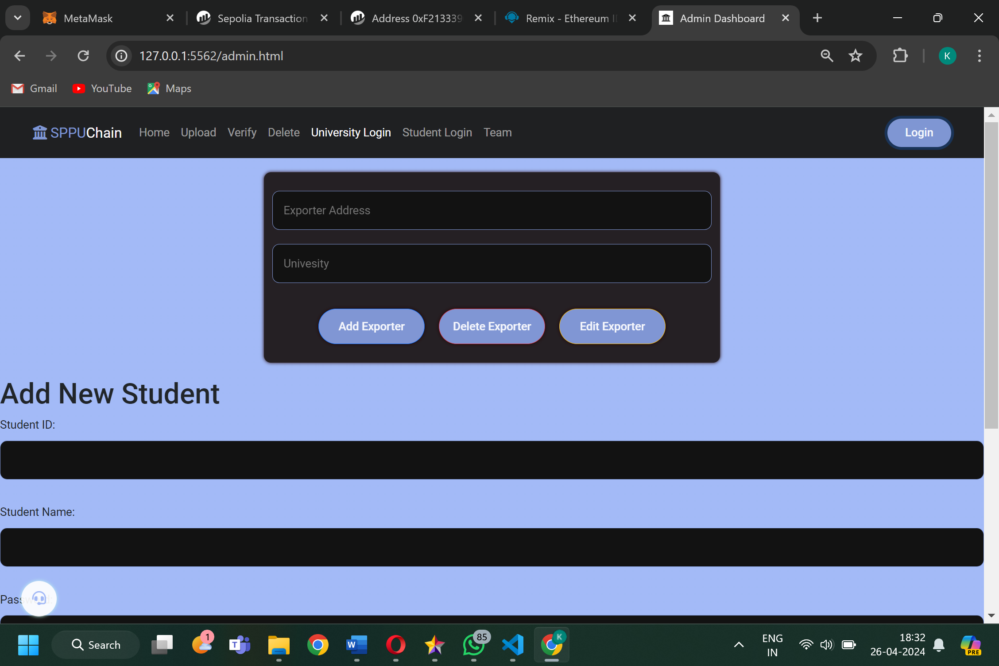 MetaMask
Sepolia Transaction
Address 0xF213339
Remix - Ethereum I
Admin Dashboard
127.0.0.1:5562/admin.html
K
Gmail
YouTube
Maps
SPPUChain
Home
Upload
Verify
Delete
University Login
Student Login
Team
Login
Exporter Address
Univesity
Add Exporter
Delete Exporter
Edit Exporter
Add New Student
Student ID:
Student Name:
Password:
Search
1
T
W
85
K
ENG
IN
18:32
26-04-2024
PRE